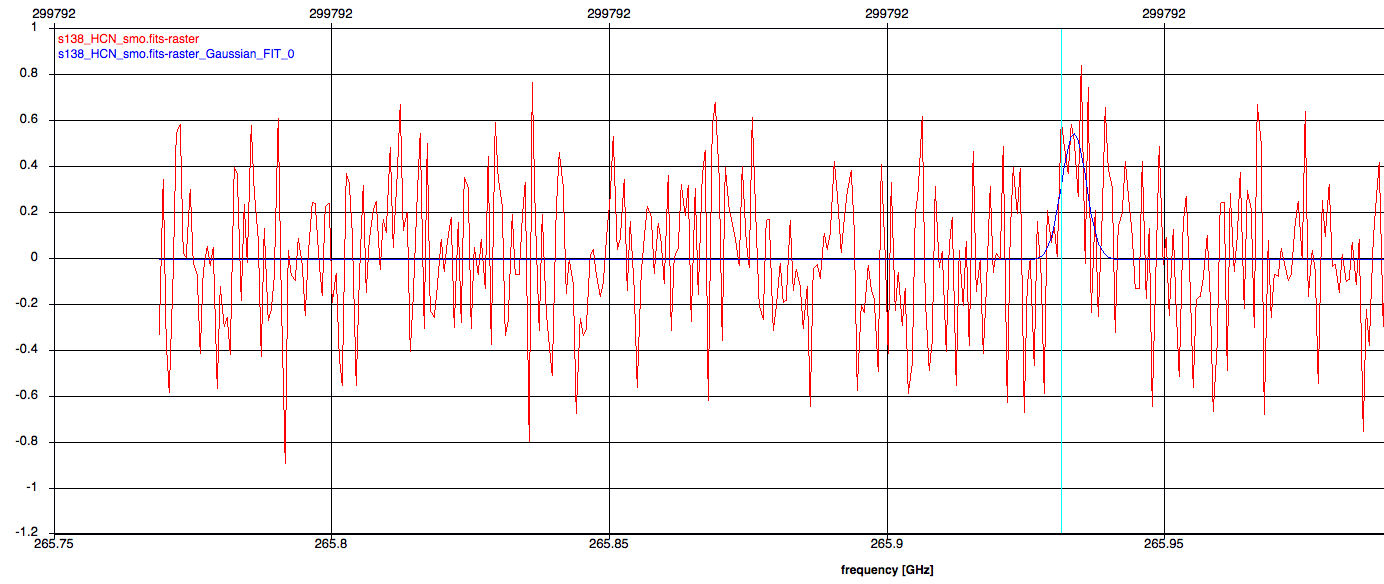 299792 299792 299792 299792 299792
1
s138_HCN_smo.fits-raster
s138_HCN_smo.fits-raster_Gaussian_FIT_0
0.8
0.6
0.4
0.2
0
-0.2
-0.4
-0.6
-0.8
-1
-1.2
265.75 265.8 265.85 265.9 265.95
frequency [GHz]